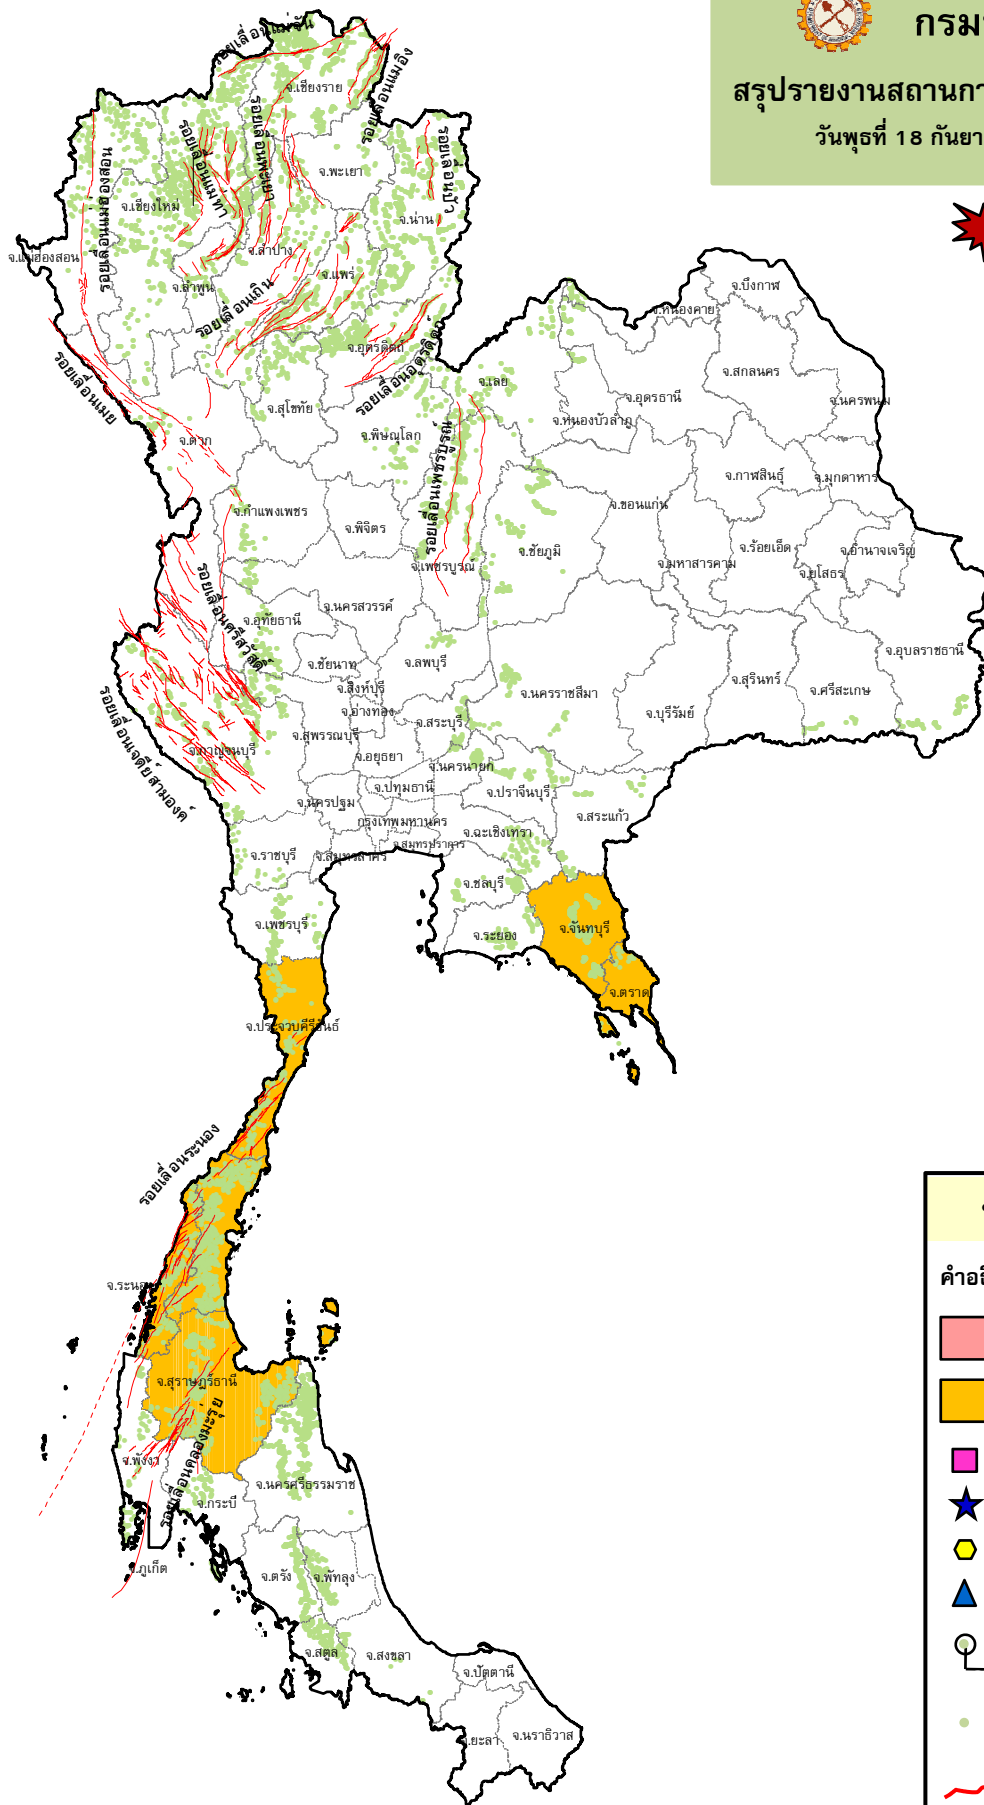 กรม
สรุปรายงานสถานกา
วันพุธที่ 18 กันยา
รอยเลื่อนแม่จัน
จ.เชียงราย
รอยเลื่อนแม่อิง
รอยเลื่อนพะเยา
รอยเลื่อนแม่ทา
รอยเลื่อนปัว
รอยเลื่อนแม่ฮ่องสอน
จ.พะเยา
จ.เชียงใหม่
จ.น่าน
จ.แม่ฮ่องสอน
จ.ลำปาง
จ.แพร่
จ.ลำพูน
รอยเลื่อนเถิน
จ.บึงกาฬ
จ.หนองคาย
จ.อุตรดิตถ์
รอยเลื่อนอุตรดิตถ์
รอยเลื่อนเมย
จ.เลย
จ.สกลนคร
จ.อุดรธานี
จ.นครพนม
จ.สุโขทัย
จ.หนองบัวลำภู
จ.ตาก
จ.พิษณุโลก
รอยเลื่อนเพชรบูรณ์
จ.กาฬสินธุ์
จ.มุกดาหาร
จ.กำแพงเพชร
จ.พิจิตร
จ.ขอนแก่น
จ.ชัยภูมิ
จ.ร้อยเอ็ด
จ.อำนาจเจริญ
จ.เพชรบูรณ์
จ.มหาสารคาม
จ.ยโสธร
รอยเลื่อนศรีสวัสดิ์
จ.นครสวรรค์
จ.อุทัยธานี
จ.อุบลราชธานี
จ.ชัยนาท
จ.ลพบุรี
จ.สุรินทร์
จ.สิงห์บุรี
จ.นครราชสีมา
จ.ศรีสะเกษ
จ.อ่างทอง
จ.บุรีรัมย์
รอยเลื่อนเจดีย์สามองค์
จ.สระบุรี
จ.สุพรรณบุรี
จ.กาญจนบุรี
จ.อยุธยา
จ.นครนายก
จ.ปทุมธานี
จ.ปราจีนบุรี
จ.นครปฐม
จ.สระแก้ว
กรุงเทพมหานคร
จ.ฉะเชิงเทรา
จ.สมุทรปราการ
จ.ราชบุรี
จ.สมุทรสาคร
จ.ชลบุรี
จ.เพชรบุรี
จ.ระยอง
จ.จันทบุรี
จ.ตราด
จ.ประจวบคีรีขันธ์
รอยเลื่อนระนอง
จ.ระนอง
จ.สุราษฎร์ธานี
รอยเลื่อนคลองมะรุ่ย
จ.พังงา
จ.นครศรีธรรมราช
จ.กระบี่
จ.ภูเก็ต
จ.ตรัง
จ.พัทลุง
จ.สตูล
จ.สงขลา
จ.ปัตตานี
จ.ยะลา
จ.นราธิวาส